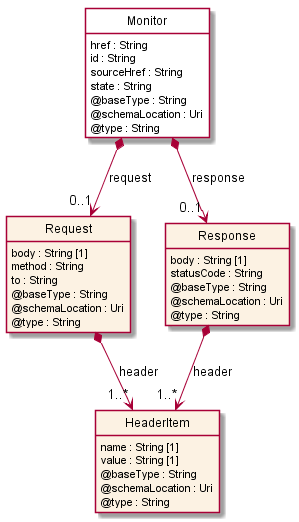 Monitor
href : String
id : String
sourceHref : String
state : String
@baseType : String
@schemaLocation : Uri
@type : String
request
response
0..1
0..1
Request
body : String [1]
method : String
to : String
@baseType : String
@schemaLocation : Uri
@type : String
Response
body : String [1]
statusCode : String
@baseType : String
@schemaLocation : Uri
@type : String
header
header
1..*
1..*
HeaderItem
name : String [1]
value : String [1]
@baseType : String
@schemaLocation : Uri
@type : String